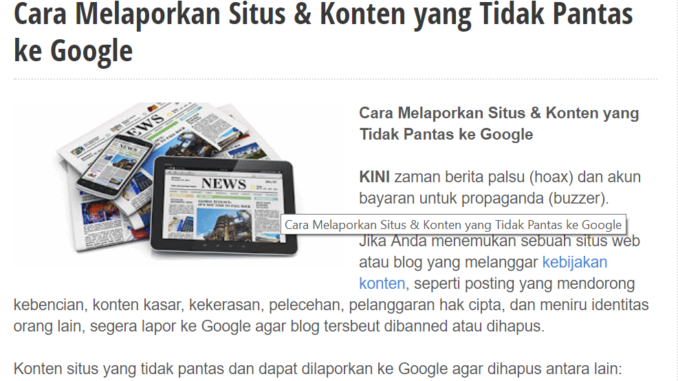 Cara Melaporkan Situs & Konten yang Tidak Pantas
ke Google
NEWS
NEWS
Cara Melaporkan Situs & Konten yang
Tidak Pantas ke Google
KINI zaman berita palsu (hoax) dan akun
bayaran untuk propaganda (buzzer).
Cara Melaporkan Situs & Konten yang Tidak Pantas ke Google
Jika Anda menemukan sebuah situs web
atau blog yang melanggar kebijakan
konten, seperti posting yang mendorong
kebencian, konten kasar, kekerasan, pelecehan, pelanggaran hak cipta, dan meniru identitas
orang lain, segera lapor ke Google agar blog tersbeut dibanned atau dihapus.
Konten situs yang tidak pantas dan dapat dilaporkan ke Google agar dihapus antara lain: